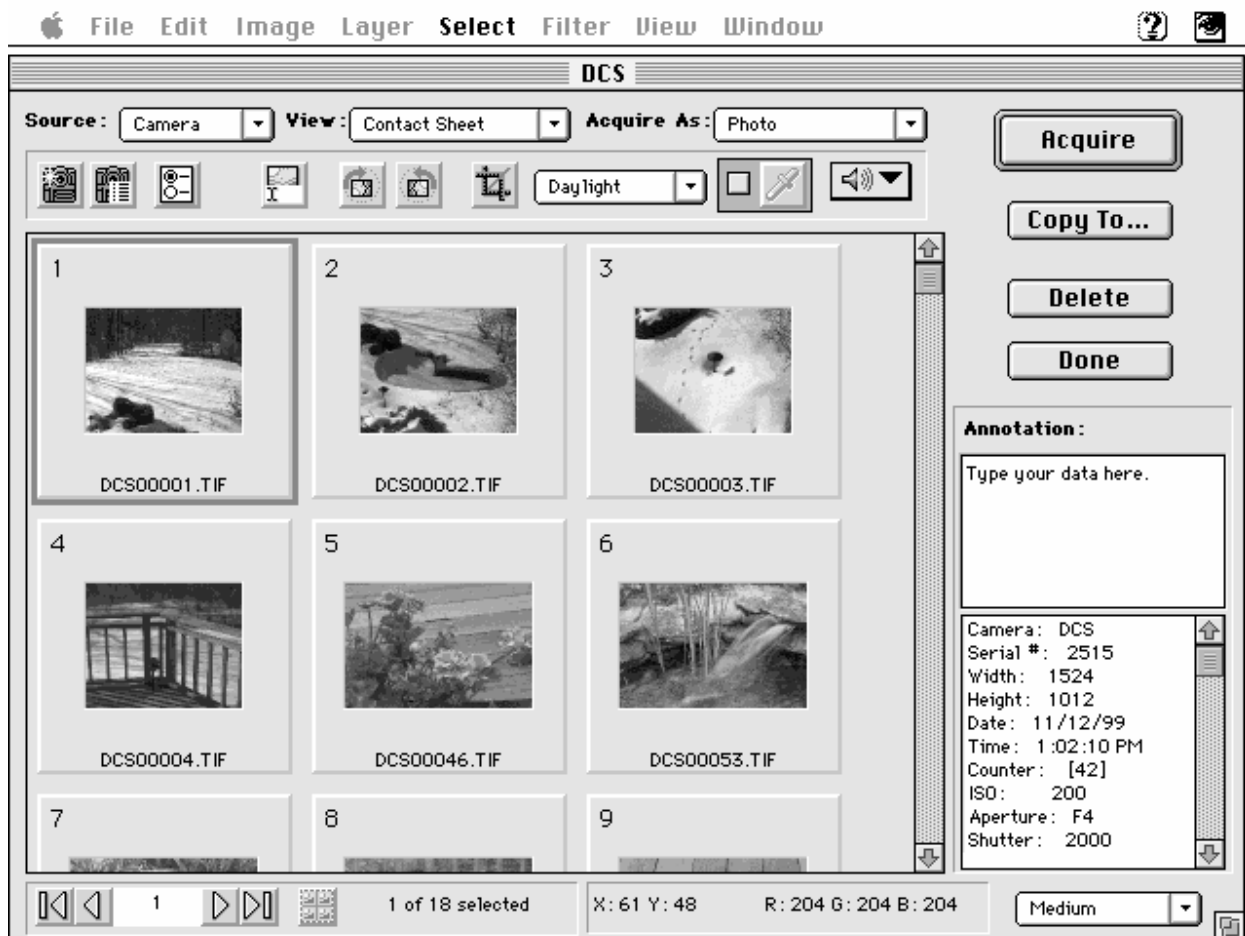 File Edit Image Layer Select Filter View Window
DCS
Source: Camera View: Contact Sheet Acquire As: Photo
Daylight
Acquire
Copy To...
Delete
Done
1
DCS00001.TIF
2
DCS00002.TIF
3
DCS00003.TIF
4
DCS00004.TIF
5
DCS00046.TIF
6
DCS00053.TIF
7
8
9
Annotation:
Type your data here.
Camera: DCS
Serial #: 2515
Width: 1524
Height: 1012
Date: 11/12/99
Time: 1:02:10 PM
Counter: [42]
ISO: 200
Aperture: F4
Shutter: 2000
1
1 of 18 selected
X: 61 Y: 48 R: 204 G: 204 B: 204
Medium